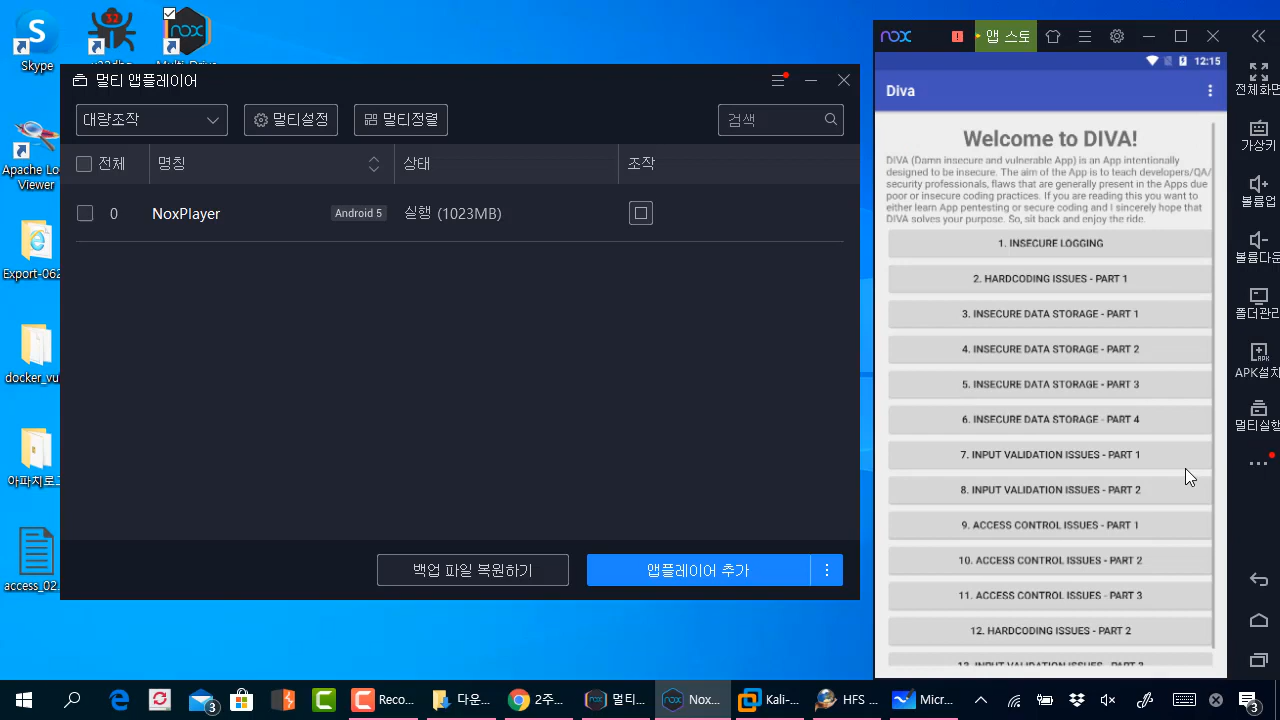 Skype
Multi-Drive
Apache Lo
Viewer
Export-062
docker_vu
아파치로그
access_02
멀티 앱플레이어
대량조작
멀티설정
멀티정렬
검색
전체
명칭
상태
조작
0
NoxPlayer
Android 5
실행 (1023MB)
백업 파일 복원하기
앱플레이어 추가
nox
앱 스토
12:15
Diva
Welcome to DIVA!
DIVA (Damn insecure and vulnerable App) is an App intentionally
designed to be insecure. The aim of the App is to teach developers/QA/
security professionals, flaws that are generally present in the Apps due
poor or insecure coding practices. If you are reading this you want to
either learn App pentesting or secure coding and I sincerely hope that
DIVA solves your purpose. So, sit back and enjoy the ride.
1. INSECURE LOGGING
2. HARDCODING ISSUES - PART 1
3. INSECURE DATA STORAGE - PART 1
4. INSECURE DATA STORAGE - PART 2
5. INSECURE DATA STORAGE - PART 3
6. INSECURE DATA STORAGE - PART 4
7. INPUT VALIDATION ISSUES - PART 1
8. INPUT VALIDATION ISSUES - PART 2
9. ACCESS CONTROL ISSUES - PART 1
10. ACCESS CONTROL ISSUES - PART 2
11. ACCESS CONTROL ISSUES - PART 3
12. HARDCODING ISSUES - PART 2
13. INPUT VALIDATION ISSUES - PART 3
전체화면
가상키
볼륨업
볼륨다운
폴더관리
APK설치
멀티실행
3
Reco...
다운...
2주...
멀티...
Nox...
Kali-...
HFS ...
Micr...
3